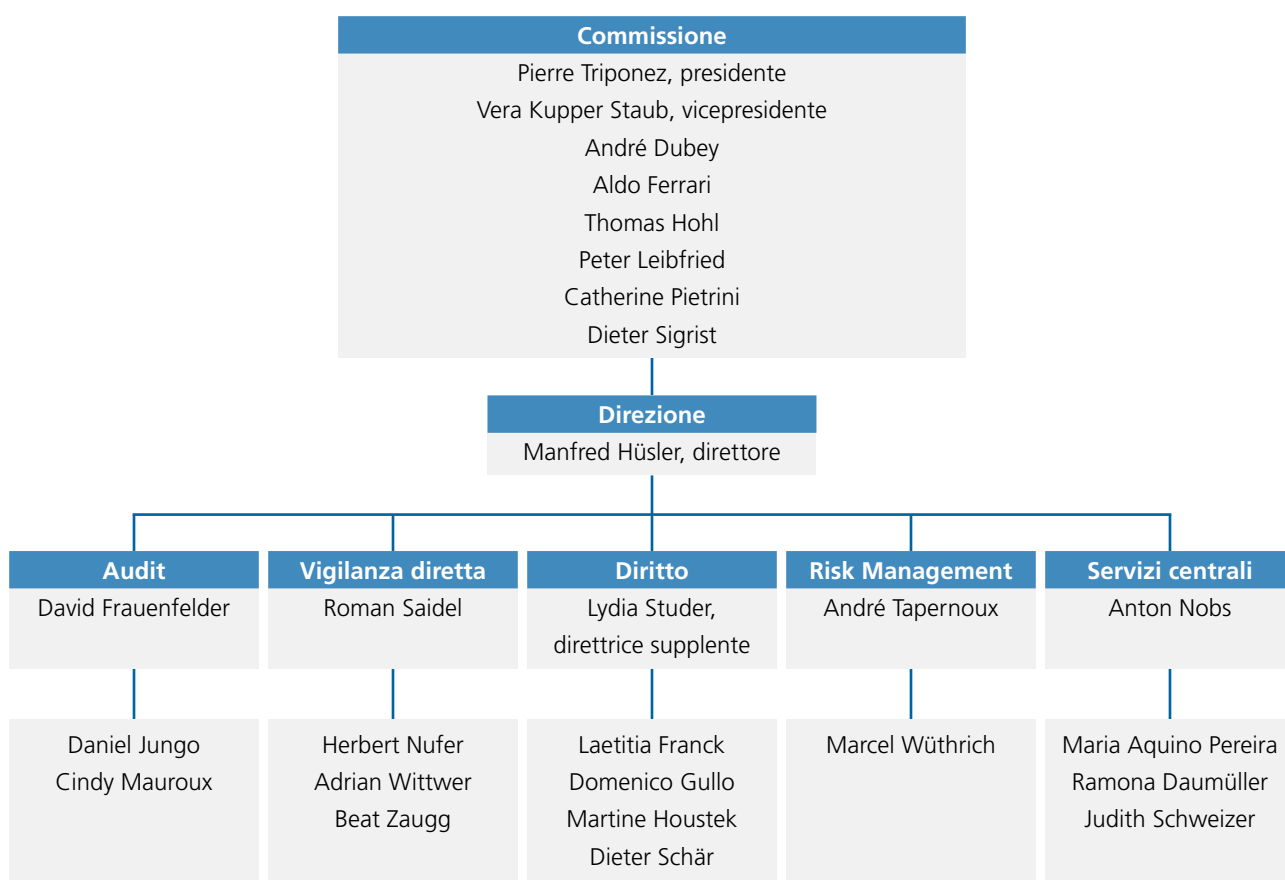 Commissione
Pierre Triponez, presidente
Vera Kupper Staub, vicepresidente
André Dubey
Aldo Ferrari
Thomas Hohl
Peter Leibfried
Catherine Pietrini
Dieter Sigrist
Direzione
Manfred Hüsler, direttore
Audit
David Frauenfelder
Daniel Jungo
Cindy Mauroux
Vigilanza diretta
Roman Saidel
Herbert Nufer
Adrian Wittwer
Beat Zaugg
Diritto
Lydia Studer,
direttrice supplente
Laetitia Franck
Domenico Gullo
Martine Houstek
Dieter Schär
Risk Management
André Tapernoux
Marcel Wüthrich
Servizi centrali
Anton Nobs
Maria Aquino Pereira
Ramona Daumüller
Judith Schweizer